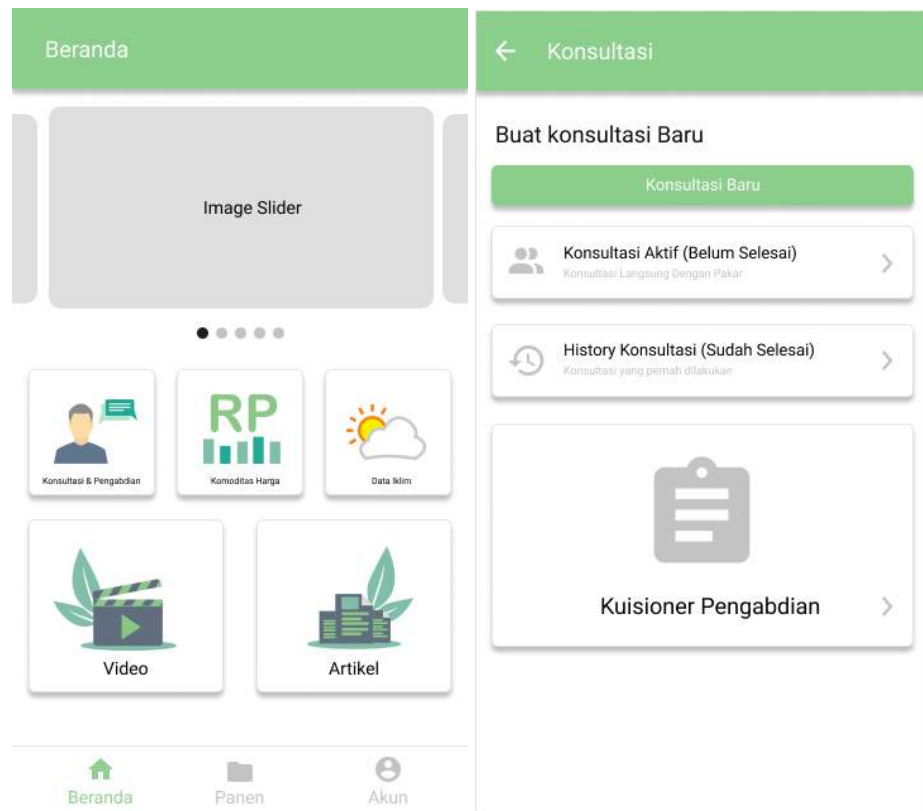 Beranda
Image Slider
Konsultasi & Pengabdian
RP
Komoditas Harga
Data Iklim
Video
Artikel
Beranda
Panen
Akun
Konsultasi
Buat konsultasi Baru
Konsultasi Baru
Konsultasi Aktif (Belum Selesai)
Konsultasi Langsung Dengan Pakar
History Konsultasi (Sudah Selesai)
Konsultasi yang pernah dilakukan
Kuisioner Pengabdian